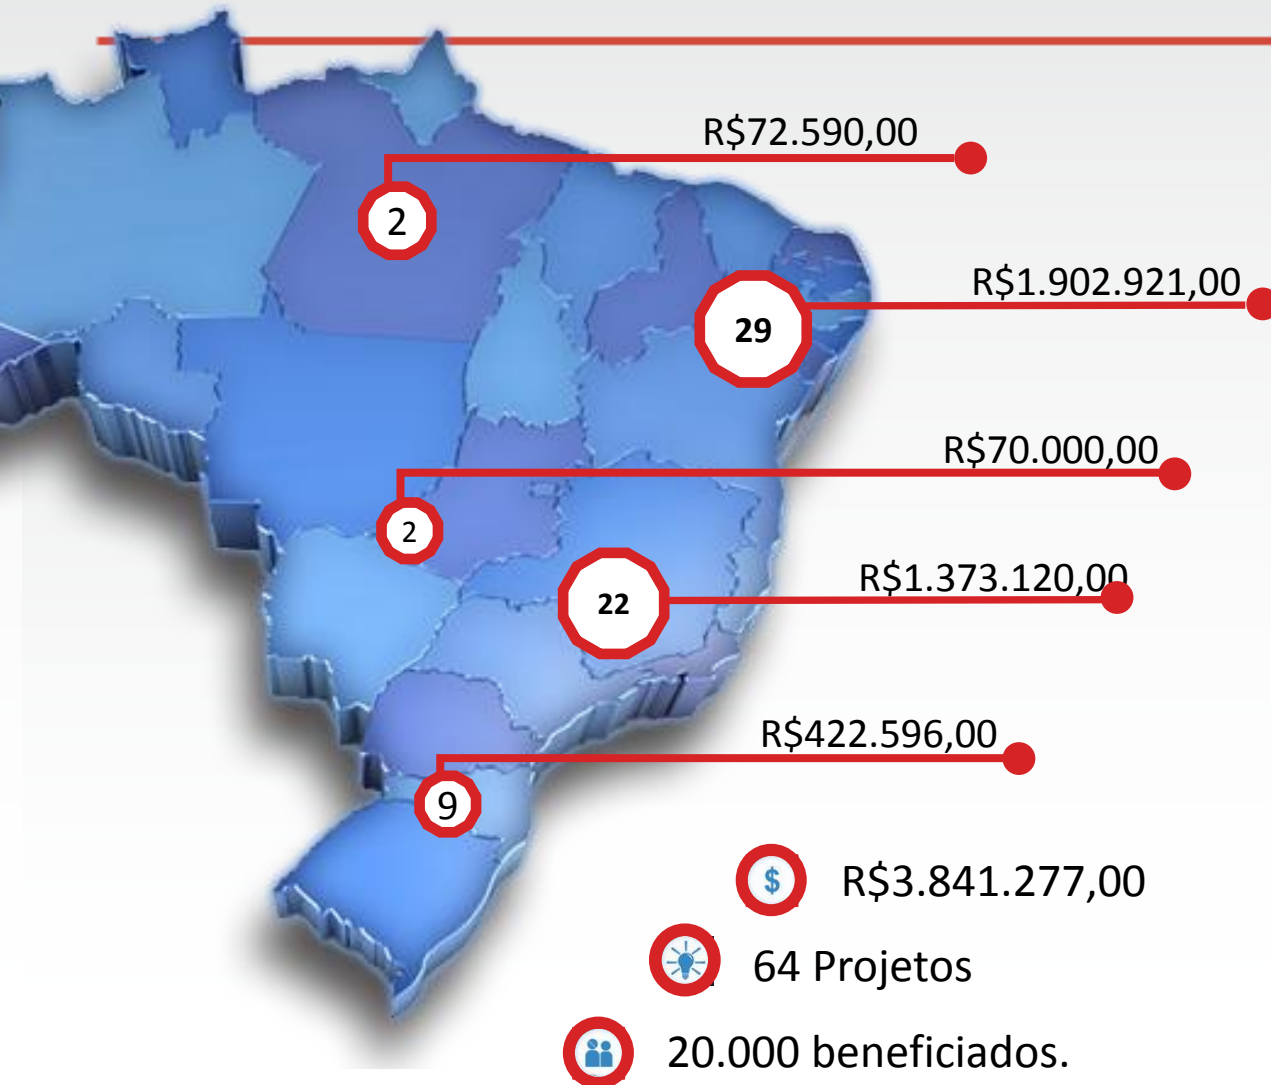 R$72.590,00
2
R$1.902.921,00
29
R$70.000,00
2
R$1.373.120,00
22
R$422.596,00
9
$ R$3.841.277,00
64 Projetos
20.000 beneficiados.